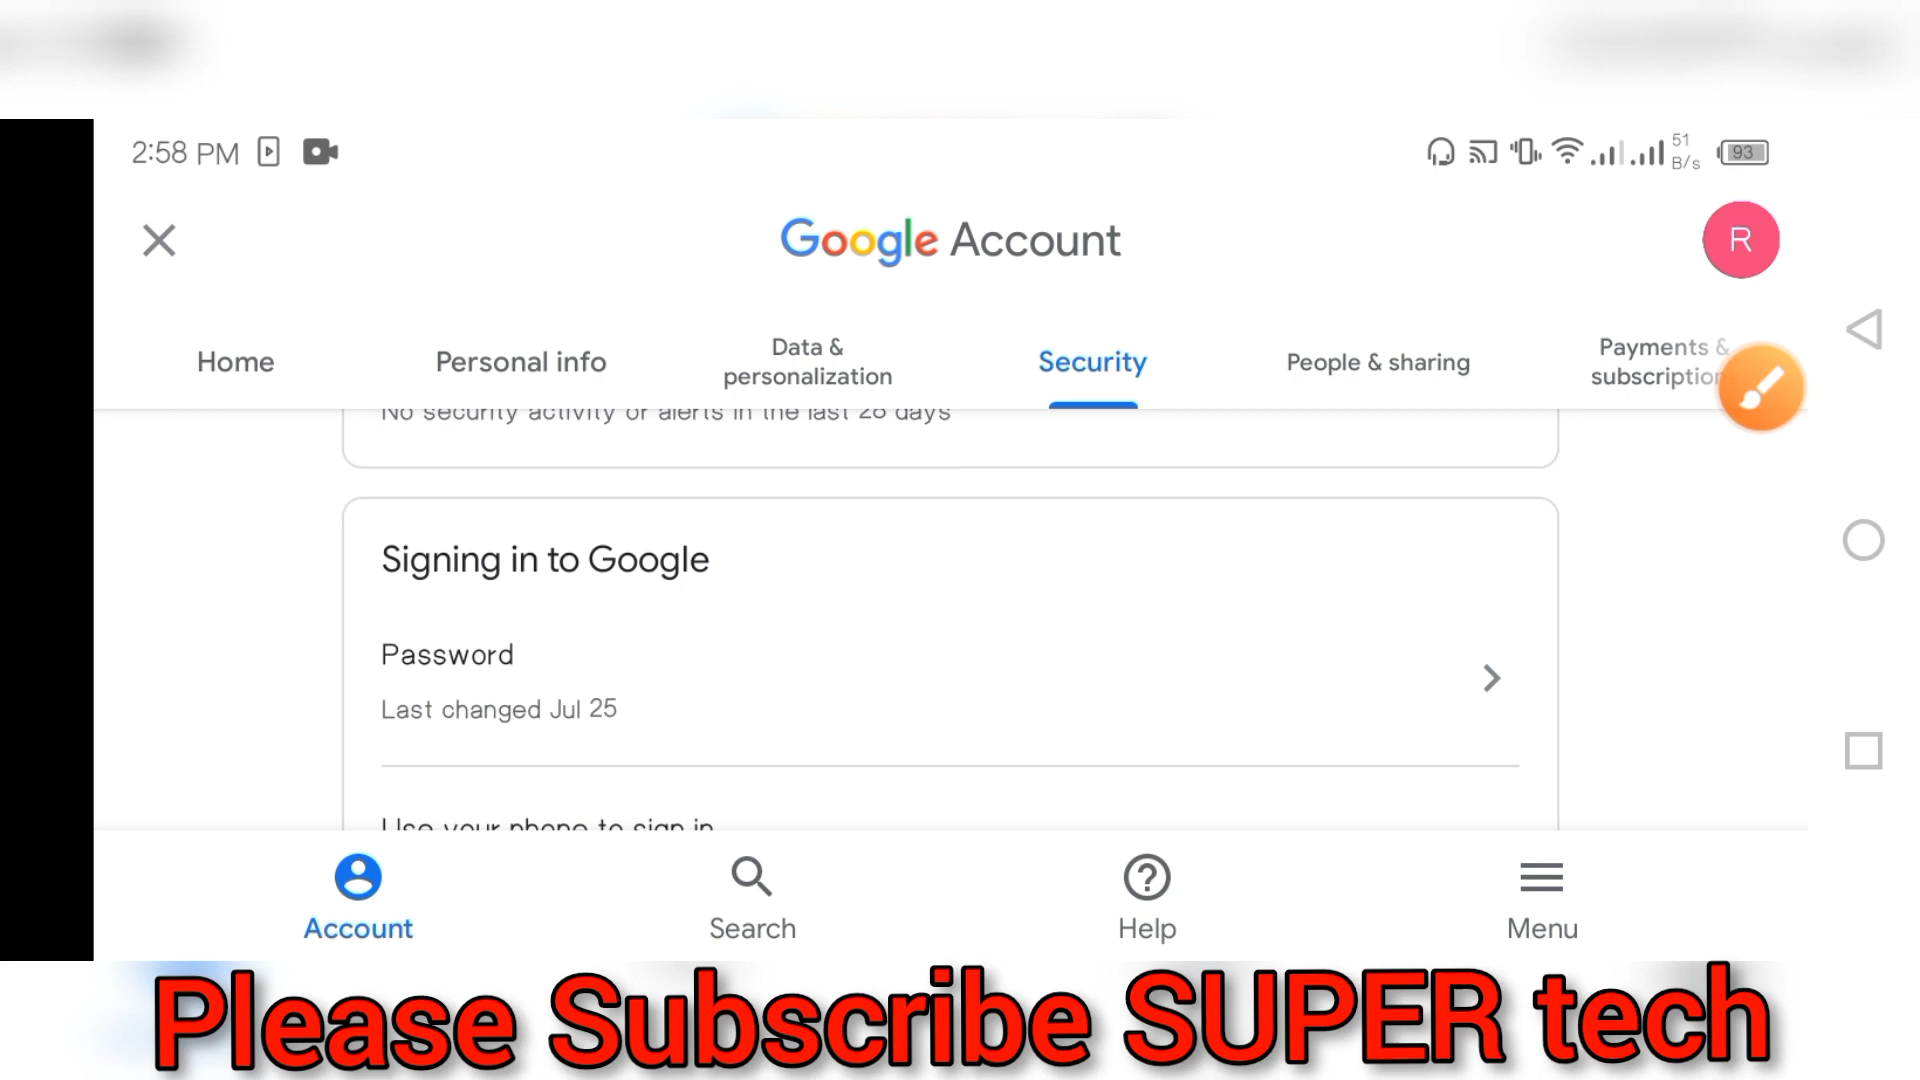 2:58 PM
51
B/s
93
Google Account
R
Home
Personal info
Data &
personalization
Security
People & sharing
Payments &
subscription
No security activity or alerts in the last 28 days
Signing in to Google
Password
Last changed Jul 25
Use your phone to sign in
Account
Search
Help
Menu
Please Subscribe SUPER tech